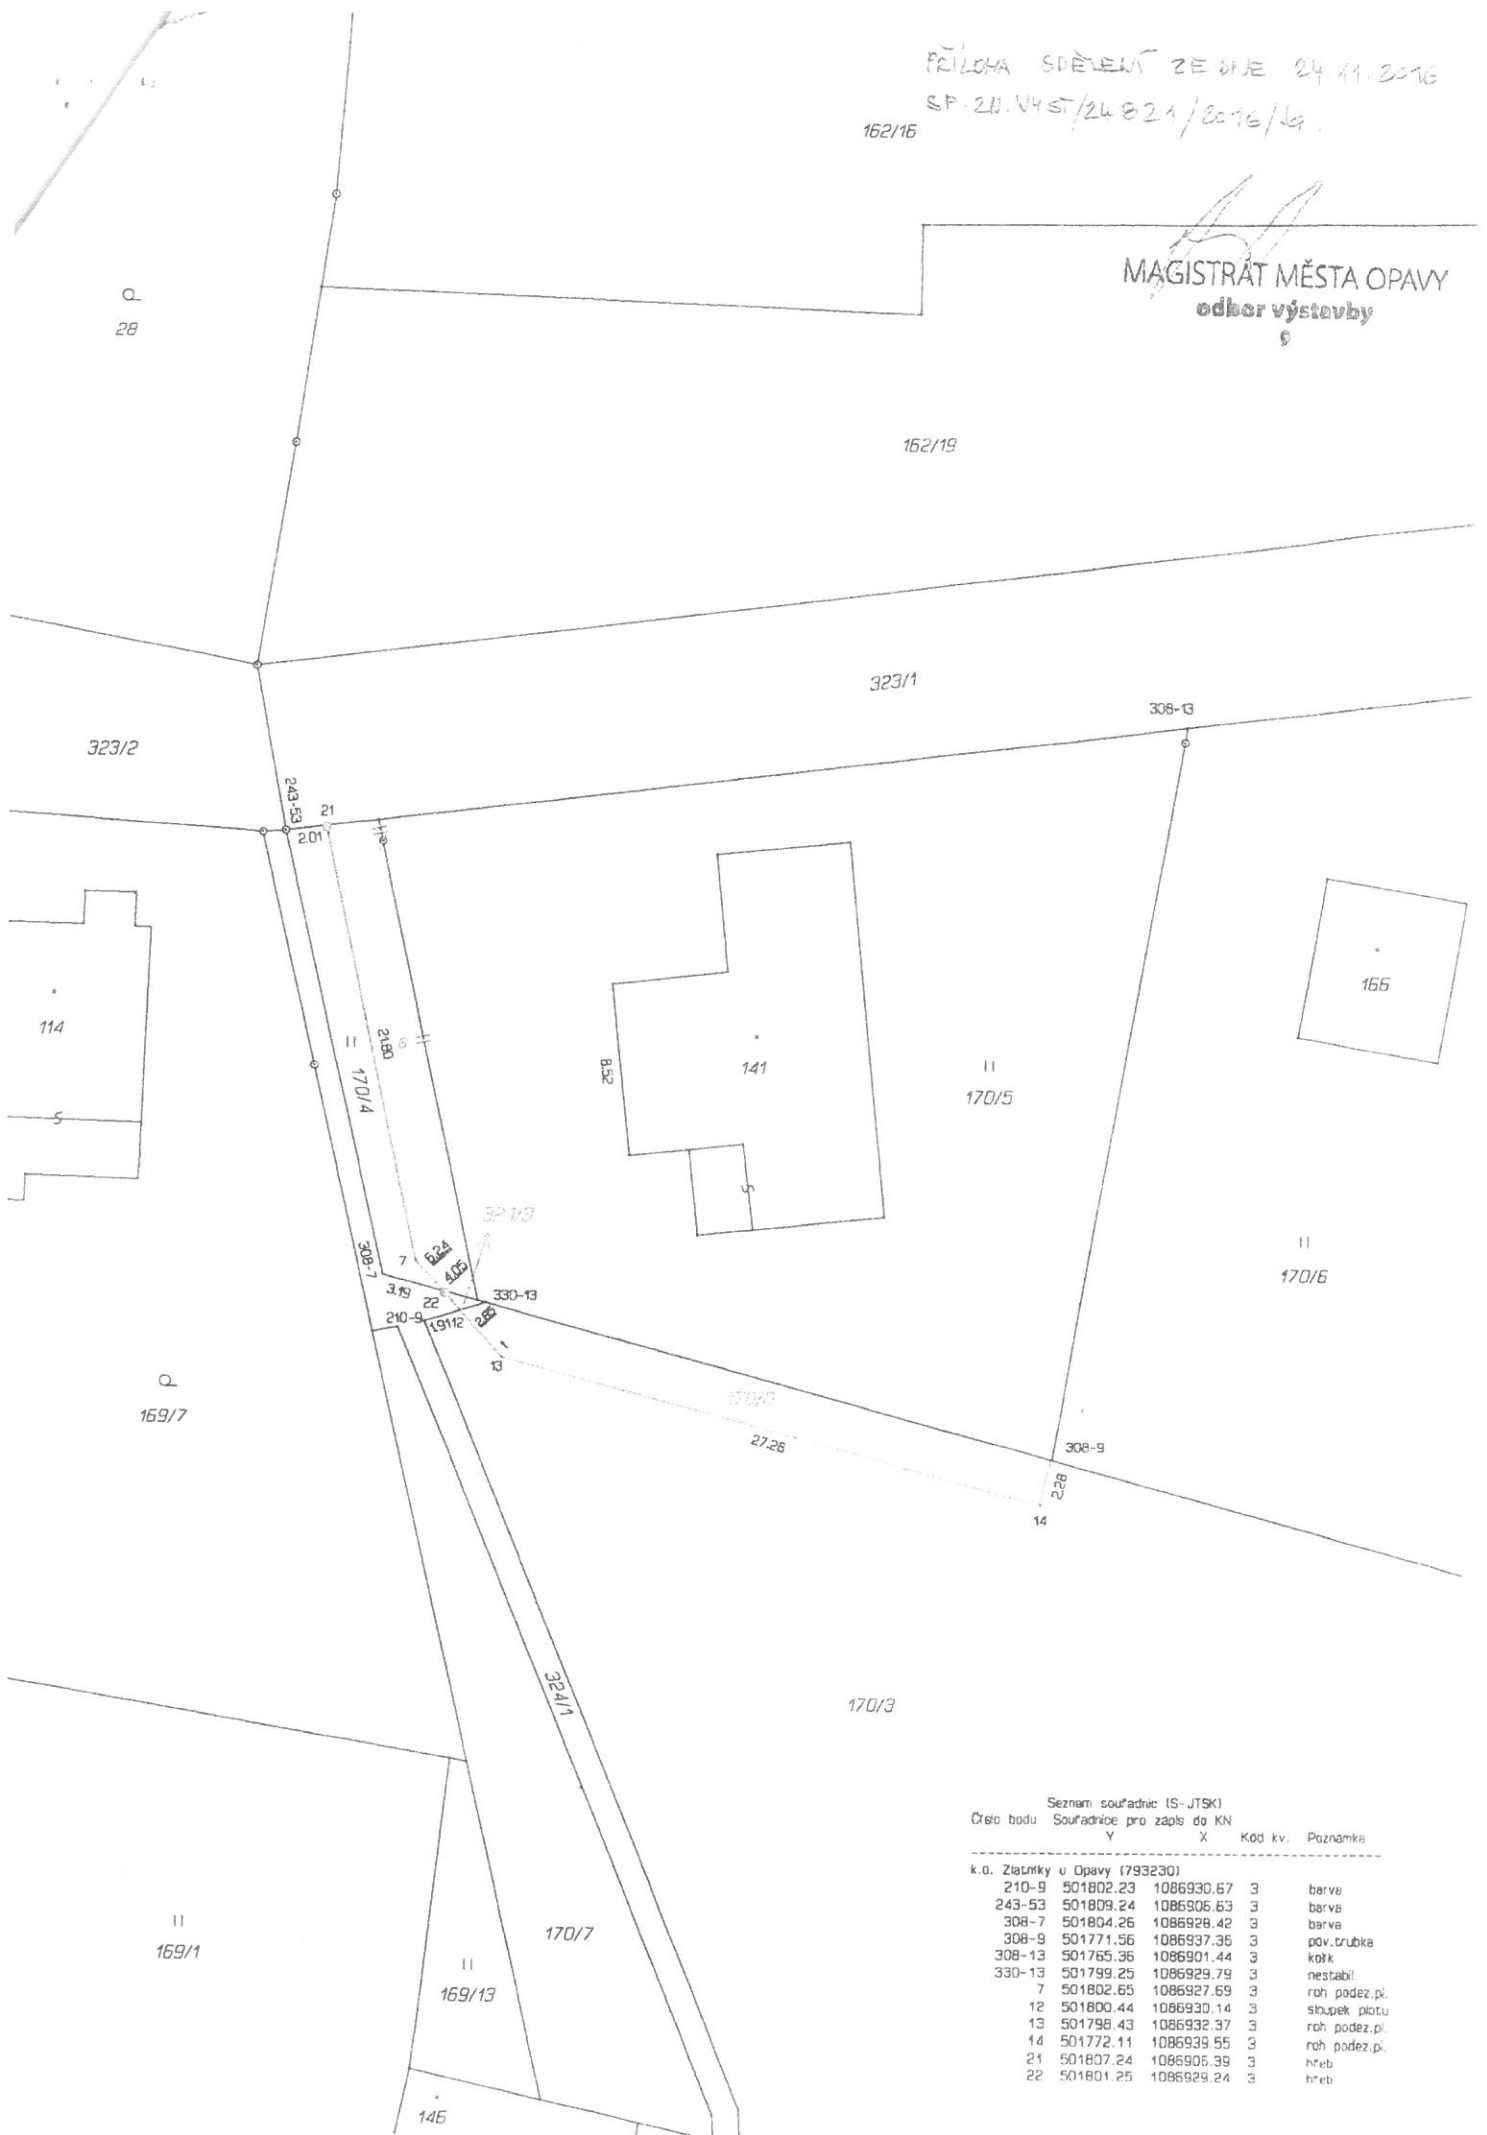 PŘÍLOHA SDĚLENÍ ZE DNE 24.11.2016
SP. ZN. VÝST/24821/2016/
162/16
MAGISTRÁT MĚSTA OPAVY
odbor výstavby
9
28
162/19
323/1
308-13
323/2
243-53
21
2.01
114
S
170/4
21.80
6
8.52
141
S
170/5
166
170/6
324/3
308-7
7
6.24
4.05
3.19
22
330-13
210-9
1.91
12
2.85
1
13
169/7
27.26
308-9
2.28
14
324/1
170/3
169/1
169/13
170/7
146
Seznam souřadnic (S-JTSK)
Číslo bodu Souřadnice pro zápis do KN
Y X Kód kv. Poznámka
k.ú. Zlatníky u Opavy (793230)
210-9 501802.23 1086930.67 3 barva
243-53 501809.24 1086906.63 3 barva
308-7 501804.26 1086928.42 3 barva
308-9 501771.56 1086937.35 3 pov.trubka
308-13 501765.36 1086901.44 3 kolík
330-13 501799.25 1086929.79 3 nestabil.
7 501802.65 1086927.69 3 roh podez.pl.
12 501800.44 1086930.14 3 sloupek plotu
13 501798.43 1086932.37 3 roh podez.pl.
14 501772.11 1086939.55 3 roh podez.pl.
21 501807.24 1086906.39 3 hřeb
22 501801.25 1086929.24 3 hřeb